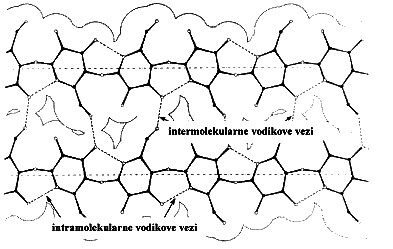 intermolekularne vodikove vezi
intramolekularne vodikove vezi